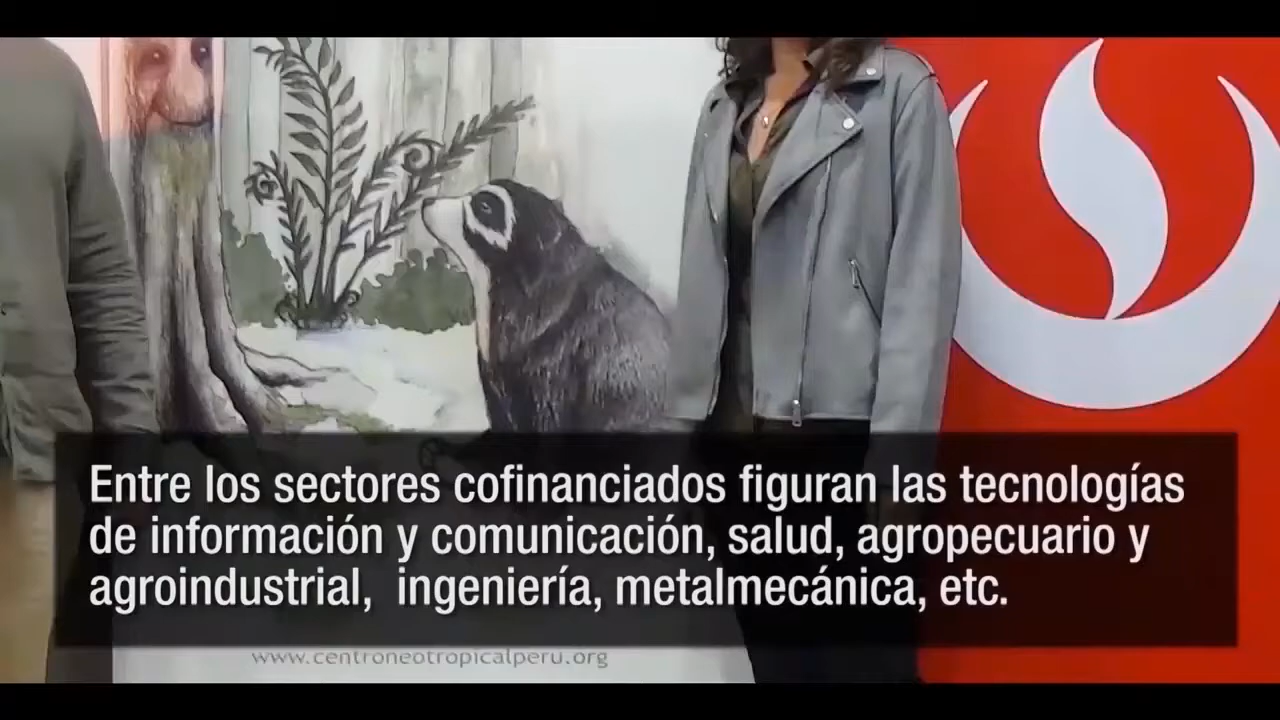 Entre los sectores cofinanciados figuran las tecnologías
de información y comunicación, salud, agropecuario y
agroindustrial,  ingeniería, metalmecánica, etc.
www.centroneotropicalperu.org